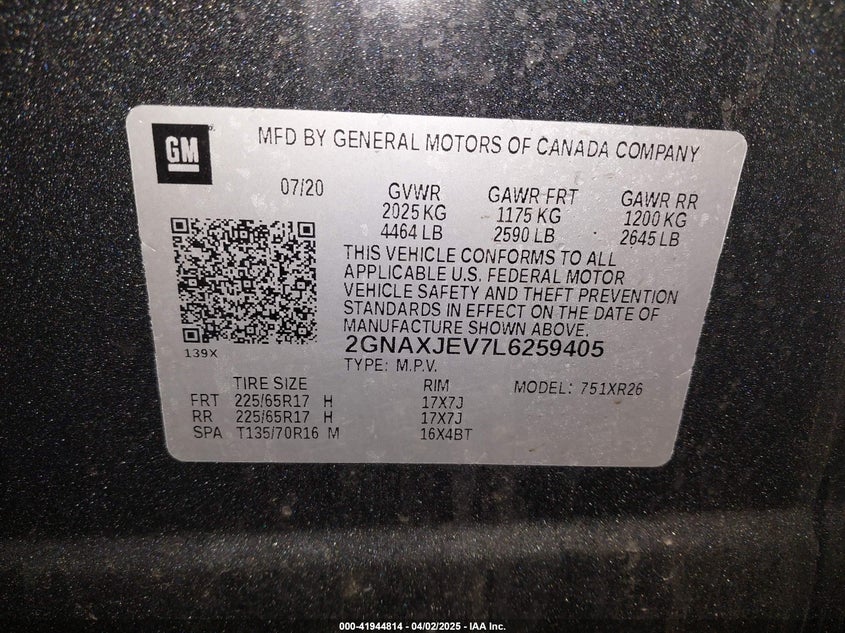 GM
MFD BY GENERAL MOTORS OF CANADA COMPANY
07/20
GVWR GAWR FRT GAWR RR
2025 KG 1175 KG 1200 KG
4464 LB 2590 LB 2645 LB
THIS VEHICLE CONFORMS TO ALL
APPLICABLE U.S. FEDERAL MOTOR
VEHICLE SAFETY AND THEFT PREVENTION
STANDARDS IN EFFECT ON THE DATE OF
MANUFACTURE SHOWN ABOVE.
139X
2GNAXJEV7L6259405
TYPE: M.P.V.
TIRE SIZE RIM MODEL: 751XR26
FRT 225/65R17 H 17X7J
RR 225/65R17 H 17X7J
SPA T135/70R16 M 16X4BT
000-41944814 - 04/02/2025 - IAA Inc.